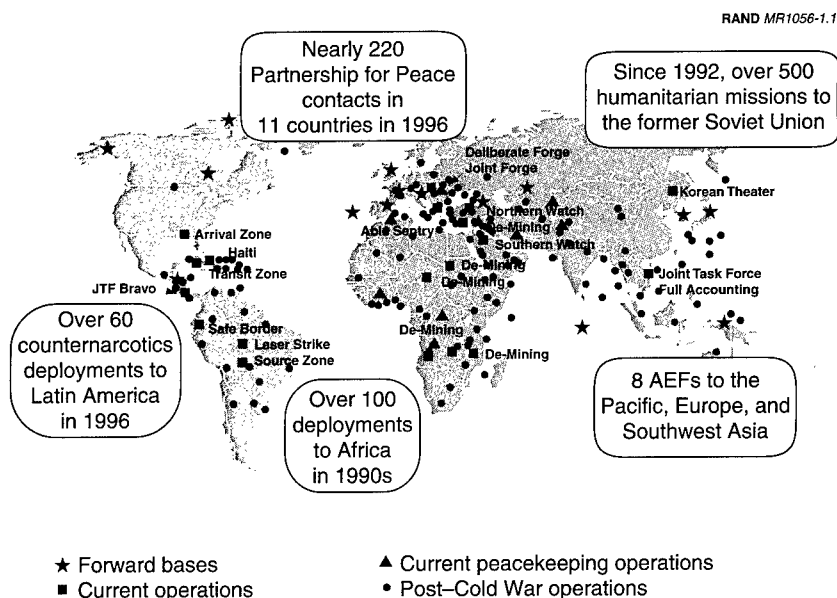 RAND MR1056-1.1
Nearly 220
Partnership for Peace
contacts in
11 countries in 1996
Since 1992, over 500
humanitarian missions to
the former Soviet Union
Deliberate Forge
Joint Forge
Korean Theater
Northern Watch
De-Mining
Able Sentry
Southern Watch
Arrival Zone
Haiti
Transit Zone
JTF Bravo
De-Mining
De-Mining
Joint Task Force
Full Accounting
Safe Border
Laser Strike
Source Zone
De-Mining
De-Mining
Over 60
counternarcotics
deployments to
Latin America
in 1996
Over 100
deployments
to Africa
in 1990s
8 AEFs to the
Pacific, Europe, and
Southwest Asia
Forward bases
Current operations
Current peacekeeping operations
Post–Cold War operations